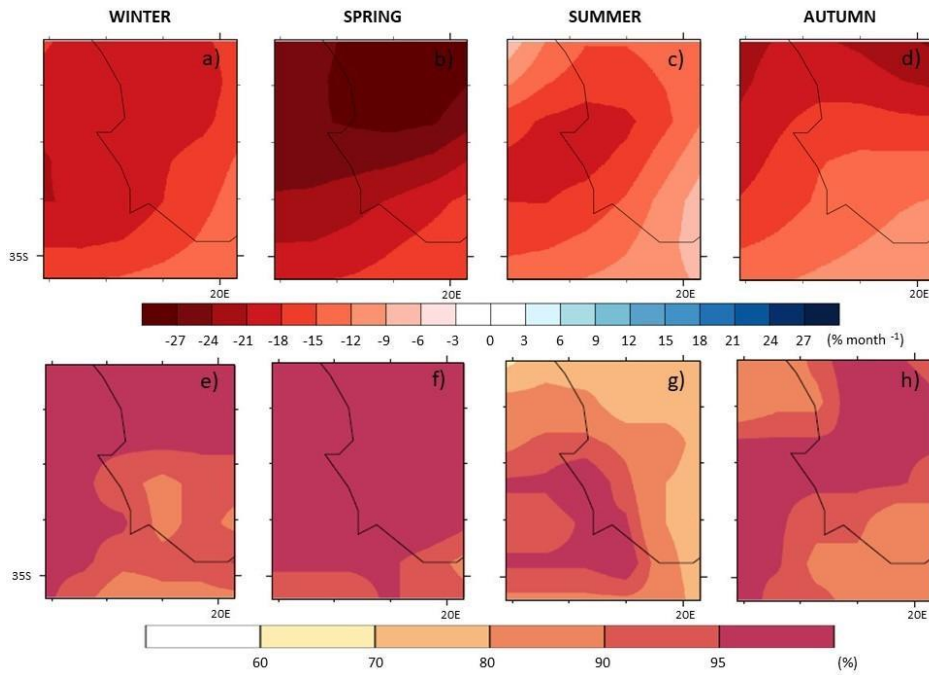 WINTER SPRING SUMMER AUTUMN
a) b) c) d)
35S
20E 20E 20E 20E
-27 -24 -21 -18 -15 -12 -9 -6 -3 0 3 6 9 12 15 18 21 24 27 (% month -1)
e) f) g) h)
35S
20E 20E 20E 20E
60 70 80 90 95 (%)